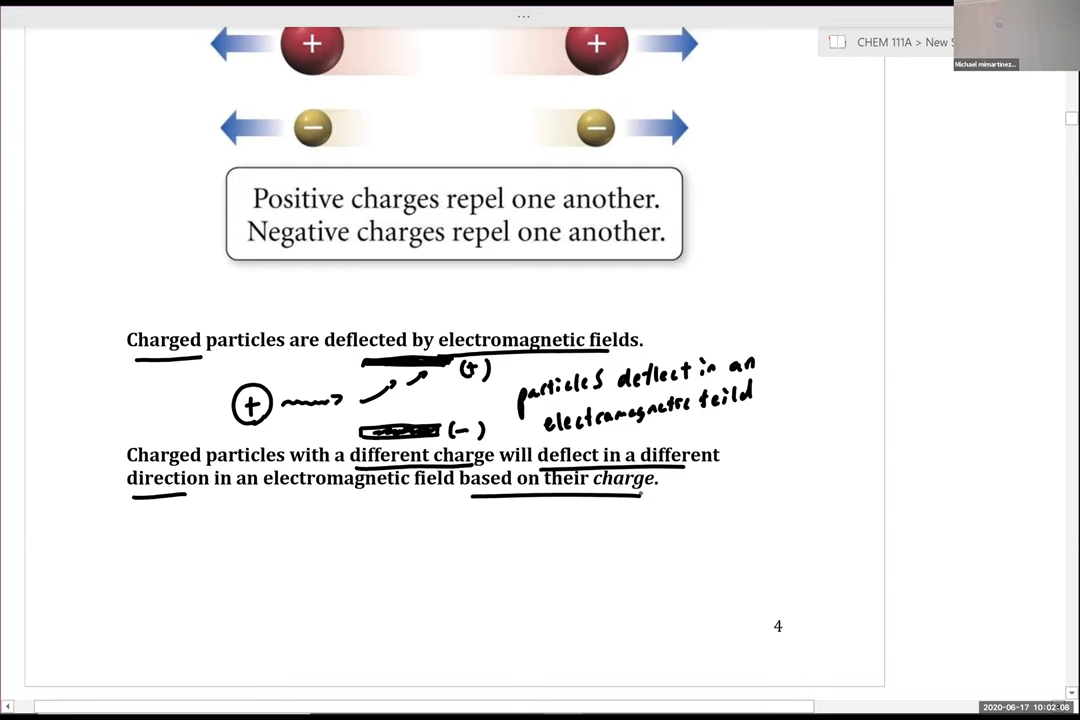 ...
CHEM 111A > New S
Michael mimartinez...
+
+
−
−
Positive charges repel one another.
Negative charges repel one another.
Charged particles are deflected by electromagnetic fields.
(+)
+
particles deflect in an
electromagnetic feild
(−)
Charged particles with a different charge will deflect in a different
direction in an electromagnetic field based on their charge.
4
2020-06-17 10:02:08